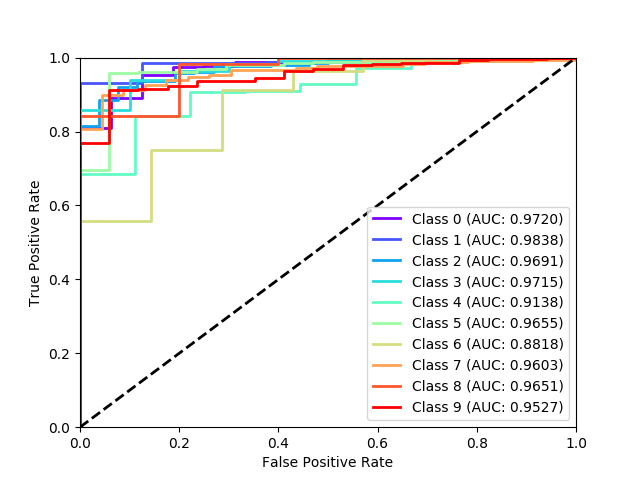 1.0
0.8
0.6
0.4
0.2
0.0
True Positive Rate
0.0 0.2 0.4 0.6 0.8 1.0
False Positive Rate
Class 0 (AUC: 0.9720)
Class 1 (AUC: 0.9838)
Class 2 (AUC: 0.9691)
Class 3 (AUC: 0.9715)
Class 4 (AUC: 0.9138)
Class 5 (AUC: 0.9655)
Class 6 (AUC: 0.8818)
Class 7 (AUC: 0.9603)
Class 8 (AUC: 0.9651)
Class 9 (AUC: 0.9527)